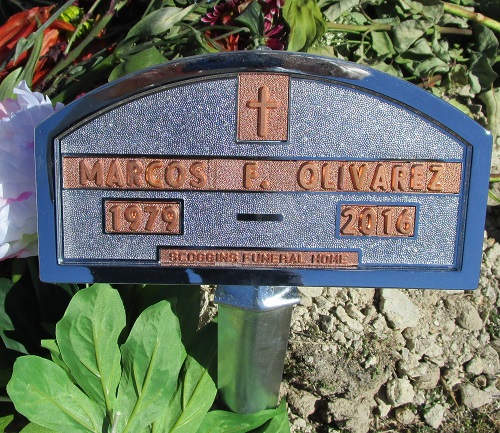 MARCOS P. OLIVAREZ
1979 2016
SCOGGINS FUNERAL HOME